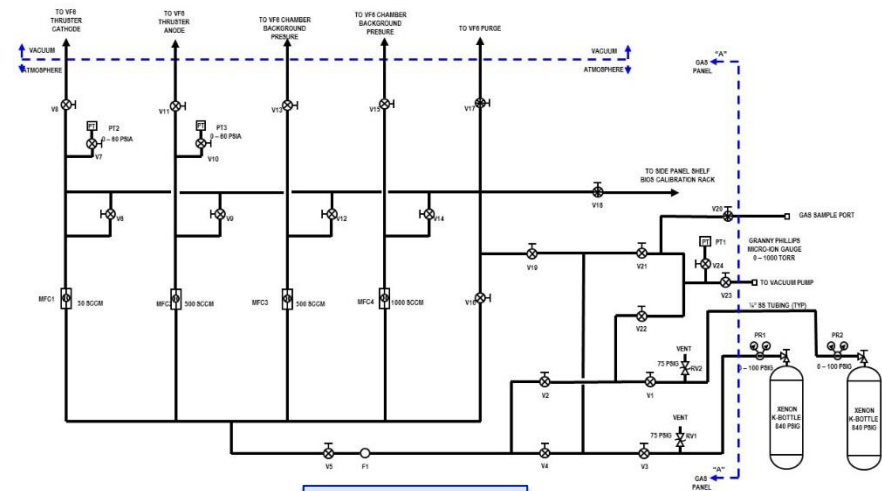 TO VF6
THRUSTER
CATHODE
TO VF6
THRUSTER
ANODE
TO VF6 CHAMBER
BACKGROUND
PRESURE
TO VF6 CHAMBER
BACKGROUND
PRESURE
TO VF6 PURGE
VACUUM
ATMOSPHERE
VACUUM
ATMOSPHERE
"A"
GAS
PANEL
V8
V11
V13
V15
V17
PT
PT2
0 – 60 PSIA
V7
PT
PT3
0 – 60 PSIA
V10
TO SIDE PANEL SHELF
BIOS CALIBRATION RACK
V18
V6
V9
V12
V14
V20
GAS SAMPLE PORT
PT
PT1
V24
GRANNY PHILLIPS
MICRO-ION GAUGE
0 – 1000 TORR
V19
V21
V23
TO VACUUM PUMP
MFC1
50 SCCM
MFC2
500 SCCM
MFC3
500 SCCM
MFC4
1000 SCCM
V16
V22
¼" SS TUBING (TYP)
VENT
75 PSIG
RV2
PR1
0 – 100 PSIG
PR2
0 – 100 PSIG
V2
V1
XENON
K-BOTTLE
840 PSIG
XENON
K-BOTTLE
840 PSIG
VENT
75 PSIG
RV1
V5
F1
V4
V3
"A"
GAS
PANEL